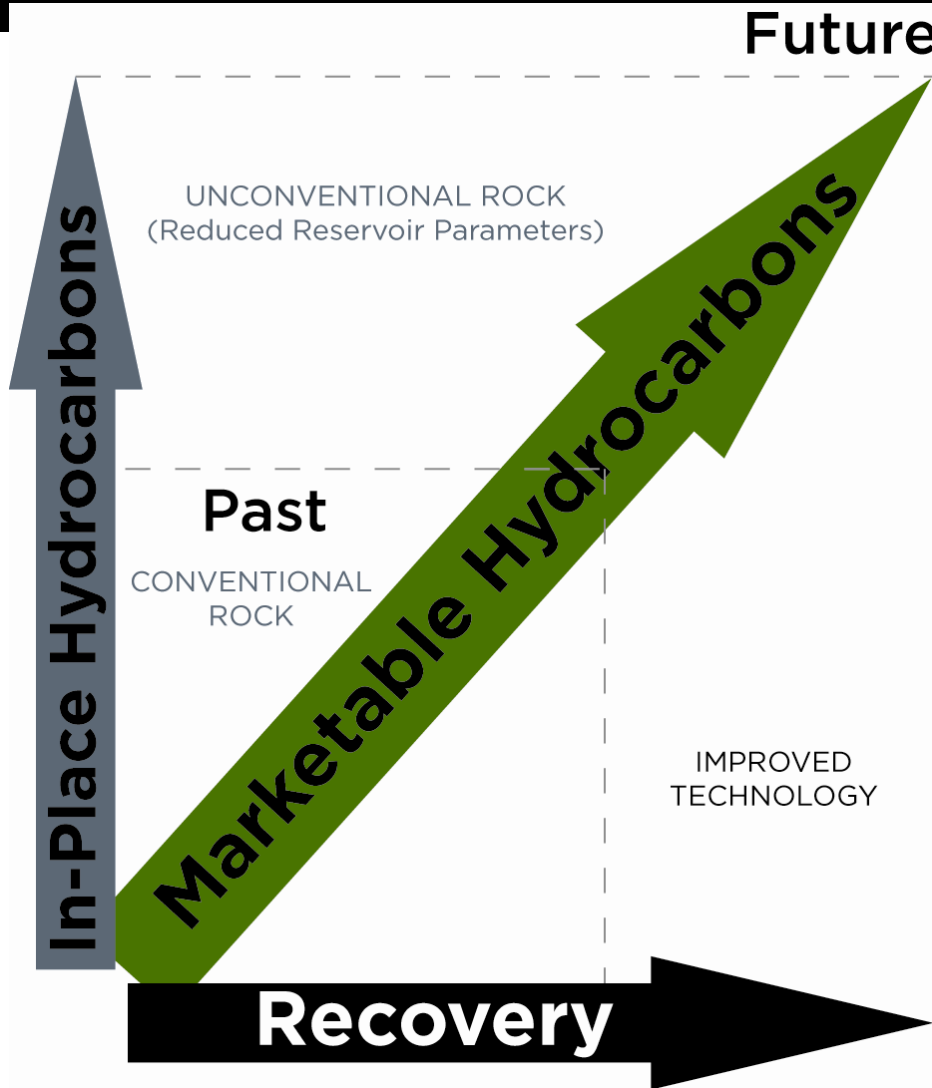 Future
In-Place Hydrocarbons
UNCONVENTIONAL ROCK
(Reduced Reservoir Parameters)
Marketable Hydrocarbons
Past
CONVENTIONAL
ROCK
IMPROVED
TECHNOLOGY
Recovery